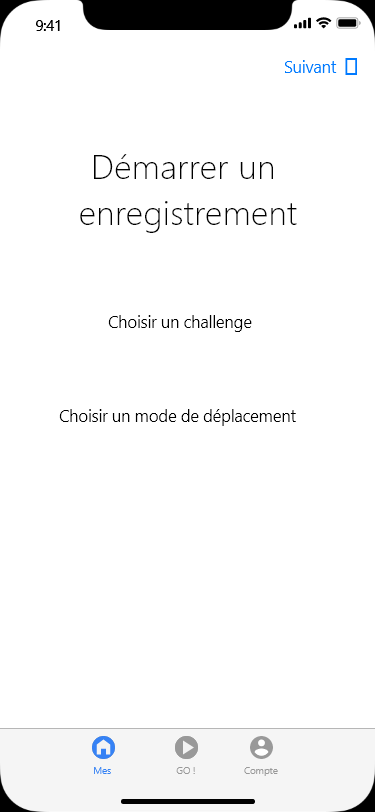 9:41
Suivant
Démarrer un
enregistrement
Choisir un challenge
Choisir un mode de déplacement
Mes
GO !
Compte